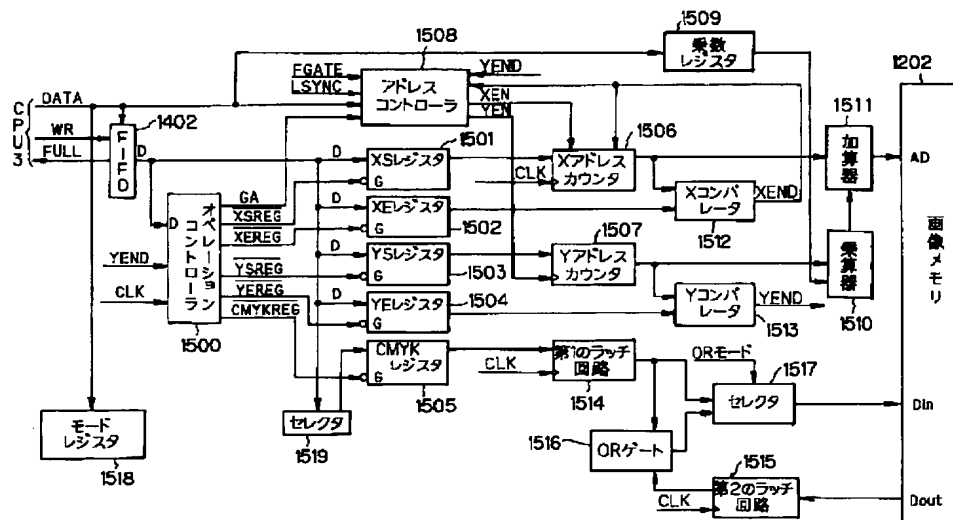 1508
1509
乗数
レジスタ
1202
CPU3
DATA
WR
FULL
1402
FIFO
D
FGATE
LSYNC
アドレス
コントローラ
YEND
XEN
YEN
1501
D
XSレジスタ
G
1506
Xアドレス
カウンタ
CLK
1511
加算器
AD
D
オペレーション
コントローラ
GA
XSREG
XEREG
YSREG
YEREG
CMYKREG
YEND
CLK
1500
D
XEレジスタ
G
1502
Xコンパ
レータ
XEND
1512
1507
D
YSレジスタ
G
1503
Yアドレス
カウンタ
乗算器
1510
画像メモリ
D
YEレジスタ
G
1504
Yコンパ
レータ
YEND
1513
CMYK
レジスタ
G
1505
CLK
第1のラッチ
回路
1514
ORモード
1517
セレクタ
Din
モード
レジスタ
1518
セレクタ
1519
1516
ORゲート
1515
第2のラッチ
回路
CLK
Dout